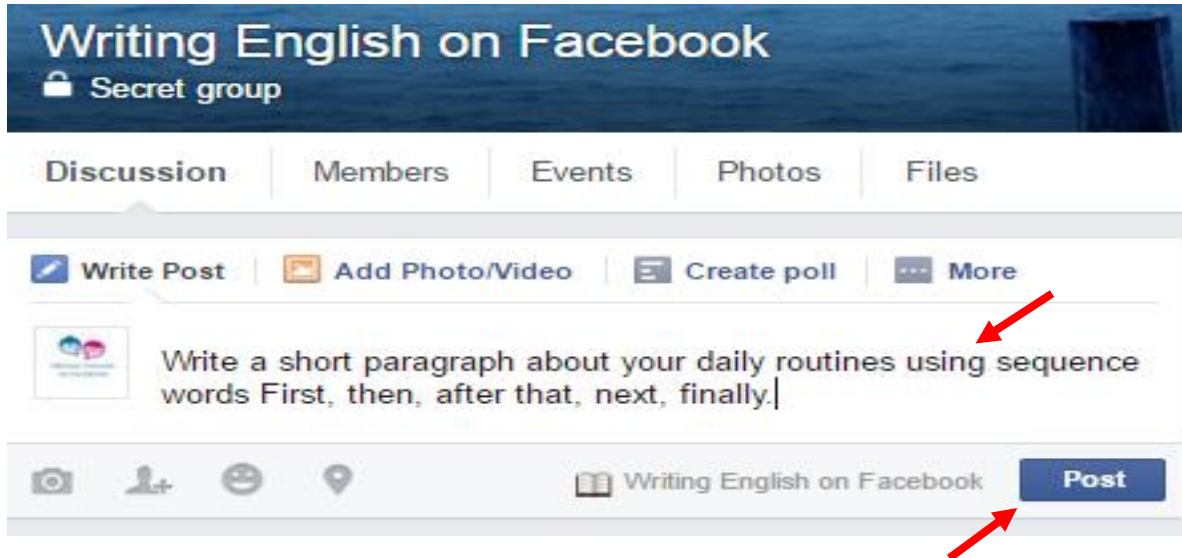 Writing English on Facebook
Secret group
Discussion Members Events Photos Files
Write Post Add Photo/Video Create poll More
Write a short paragraph about your daily routines using sequence
words First, then, after that, next, finally.
Writing English on Facebook Post